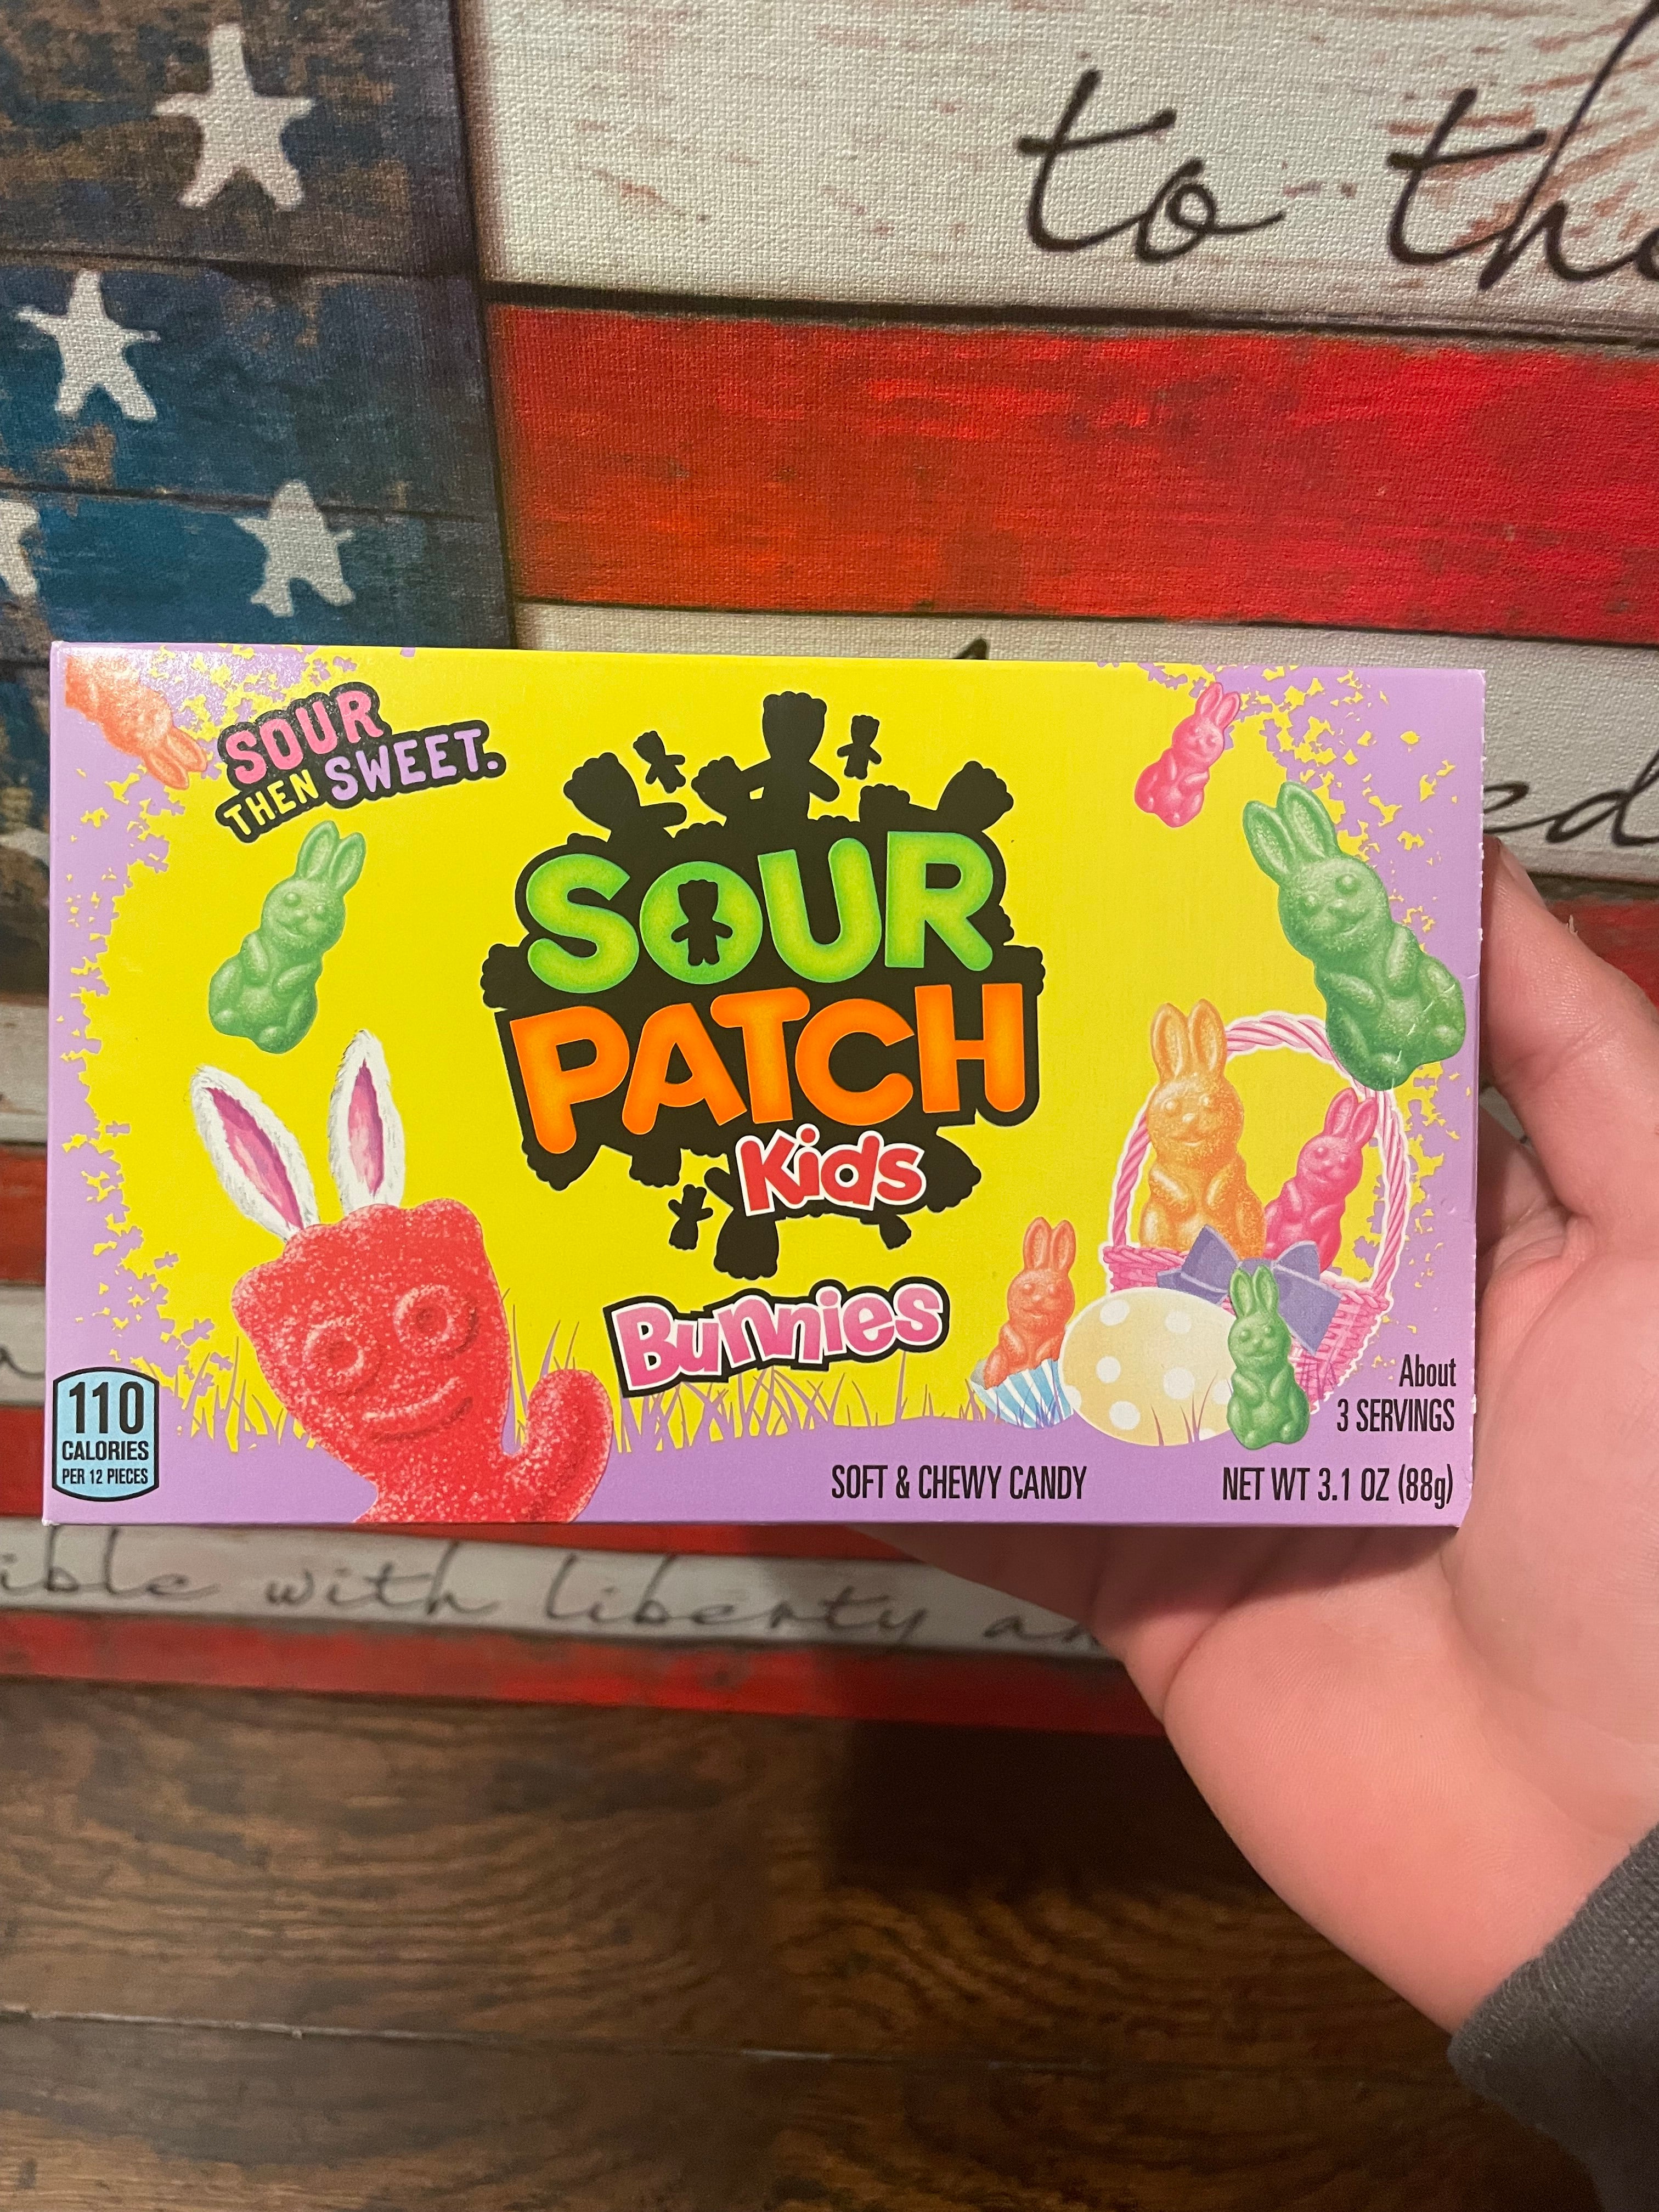 to the
SOUR
THEN SWEET.
SOUR
PATCH
Kids
Bunnies
110
CALORIES
PER 12 PIECES
About
3 SERVINGS
SOFT & CHEWY CANDY
NET WT 3.1 OZ (88g)
with liberty